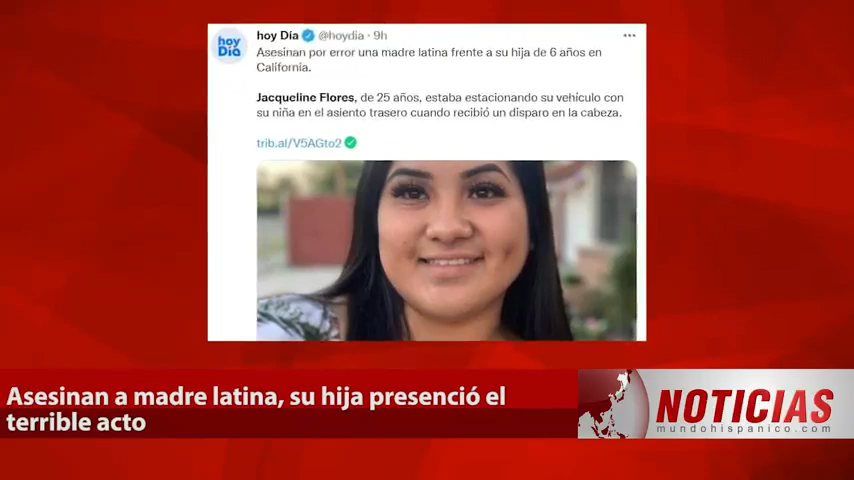 hoy Día @hoydia · 9h
Asesinan por error una madre latina frente a su hija de 6 años en
California.
Jacqueline Flores, de 25 años, estaba estacionando su vehículo con
su niña en el asiento trasero cuando recibió un disparo en la cabeza.
trib.al/V5AGto2
hoy
Día
Asesinan a madre latina, su hija presenció el
terrible acto
NOTICIAS
mundohispanico.com